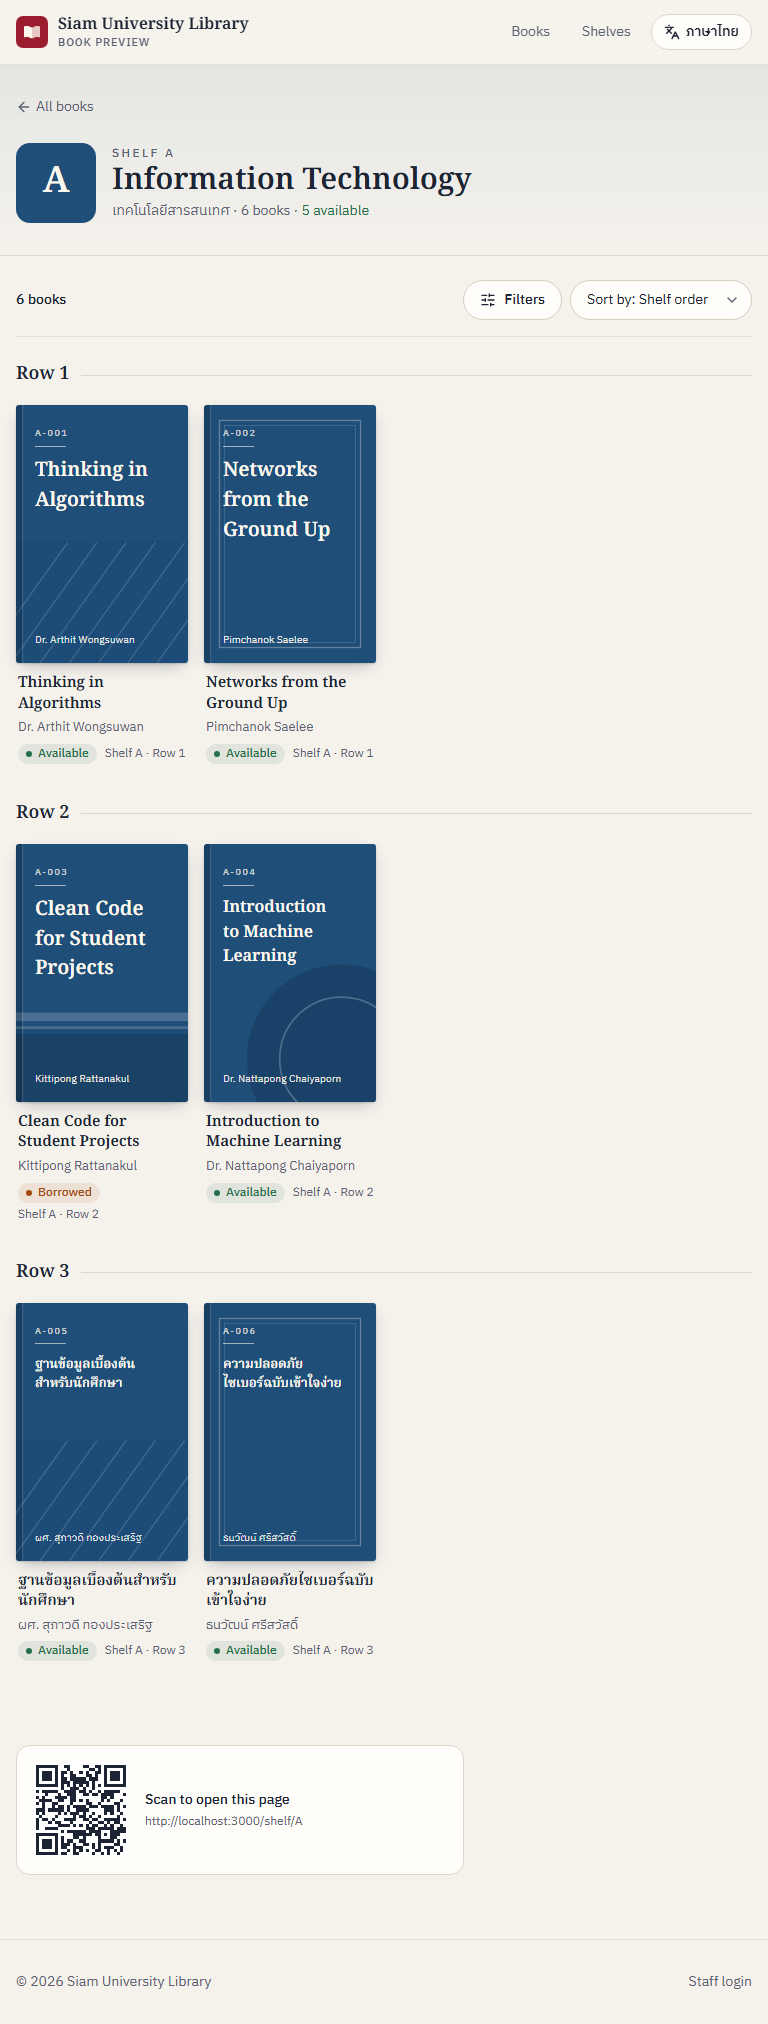 Siam University Library
BOOK PREVIEW
Books
Shelves
ภาษาไทย
All books
A
SHELF A
Information Technology
เทคโนโลยีสารสนเทศ · 6 books · 5 available
6 books
Filters
Sort by: Shelf order
Row 1
A-001
Thinking in
Algorithms
Dr. Arthit Wongsuwan
Thinking in
Algorithms
Dr. Arthit Wongsuwan
Available
Shelf A · Row 1
A-002
Networks
from the
Ground Up
Pimchanok Saelee
Networks from the
Ground Up
Pimchanok Saelee
Available
Shelf A · Row 1
Row 2
A-003
Clean Code
for Student
Projects
Kittipong Rattanakul
Clean Code for
Student Projects
Kittipong Rattanakul
Borrowed
Shelf A · Row 2
A-004
Introduction
to Machine
Learning
Dr. Nattapong Chaiyaporn
Introduction to
Machine Learning
Dr. Nattapong Chaiyaporn
Available
Shelf A · Row 2
Row 3
A-005
ฐานข้อมูลเบื้องต้น
สำหรับนักศึกษา
ผศ. สุภาวดี ทองประเสริฐ
ฐานข้อมูลเบื้องต้นสำหรับ
นักศึกษา
ผศ. สุภาวดี ทองประเสริฐ
Available
Shelf A · Row 3
A-006
ความปลอดภัย
ไซเบอร์ฉบับเข้าใจง่าย
ธนวัฒน์ ศรีสวัสดิ์
ความปลอดภัยไซเบอร์ฉบับ
เข้าใจง่าย
ธนวัฒน์ ศรีสวัสดิ์
Available
Shelf A · Row 3
Scan to open this page
http://localhost:3000/shelf/A
© 2026 Siam University Library
Staff login